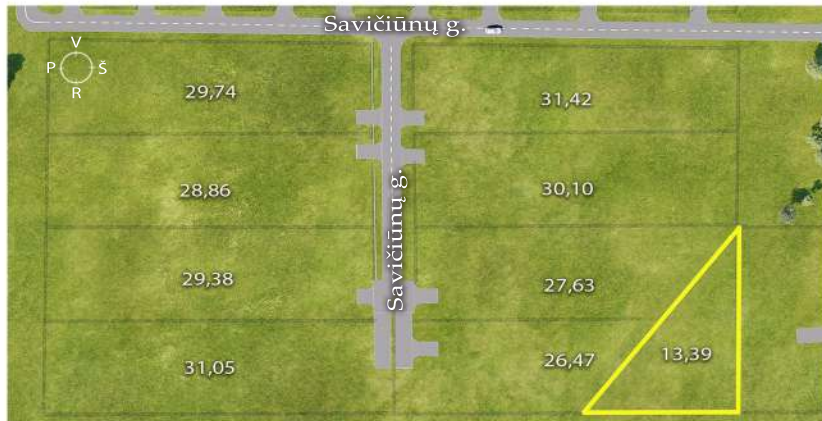 Savičiūnų g.
V
P Š
R
29,74
31,42
28,86
30,10
Savičiūnų g.
29,38
27,63
31,05
26,47
13,39